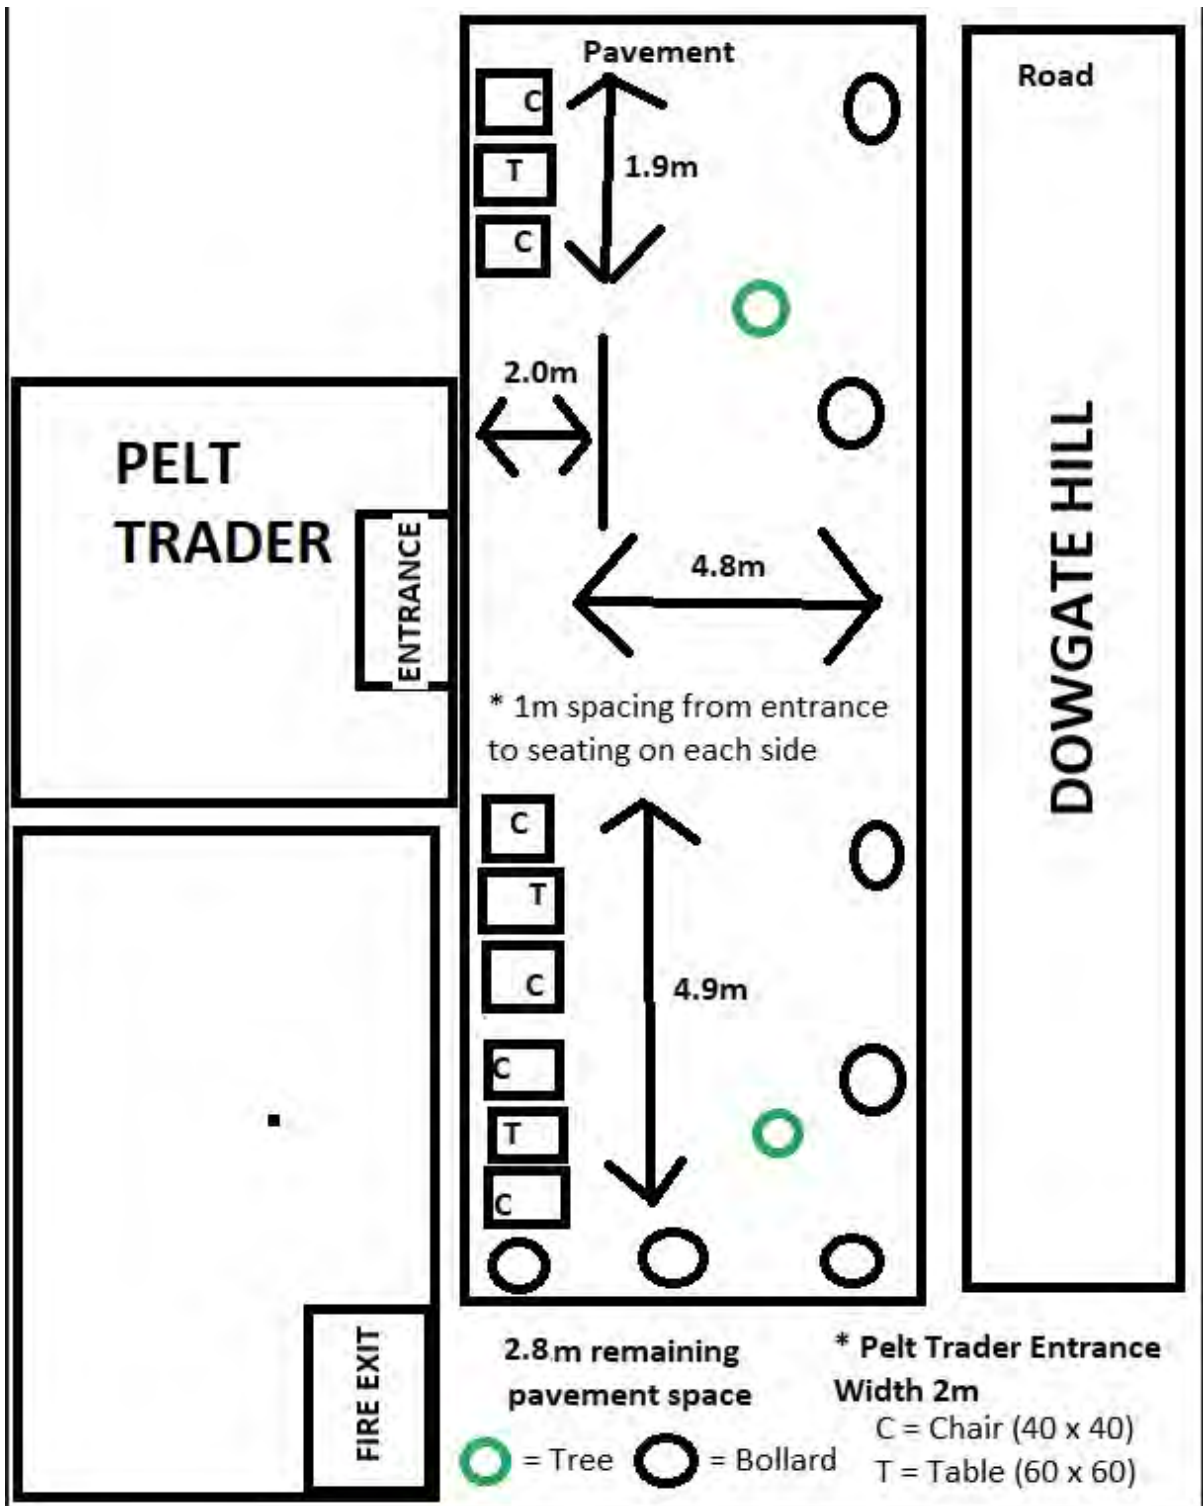 Pavement
Road
C
T
1.9m
C
2.0m
PELT
TRADER
ENTRANCE
4.8m
DOWGATE HILL
* 1m spacing from entrance
to seating on each side
C
T
C
4.9m
C
T
C
FIRE EXIT
2.8m remaining
pavement space
* Pelt Trader Entrance
Width 2m
C = Chair (40 x 40)
T = Table (60 x 60)
= Tree
= Bollard